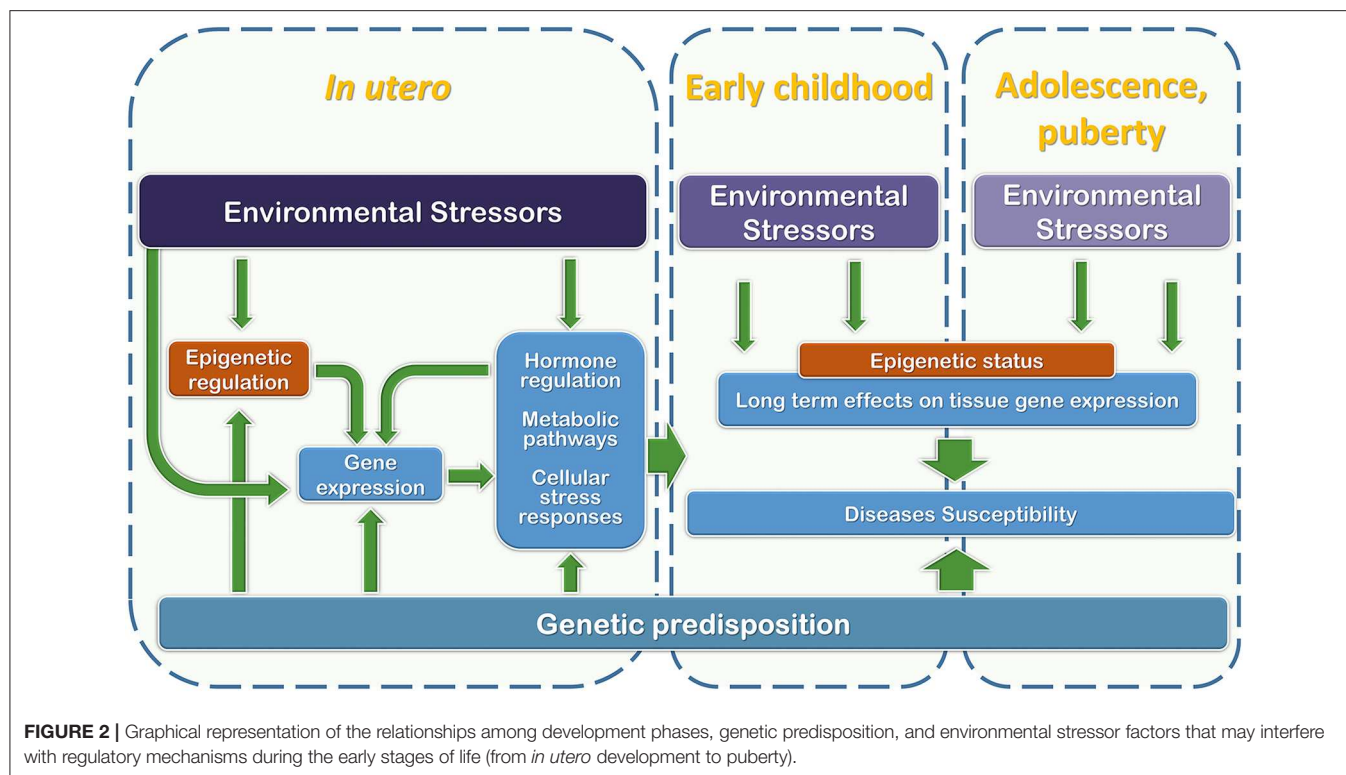 In utero
Early childhood
Adolescence,
puberty
Environmental Stressors
Environmental
Stressors
Environmental
Stressors
Epigenetic
regulation
Hormone
regulation
Metabolic
pathways
Cellular
stress
responses
Gene
expression
Epigenetic status
Long term effects on tissue gene expression
Diseases Susceptibility
Genetic predisposition
FIGURE 2 | Graphical representation of the relationships among development phases, genetic predisposition, and environmental stressor factors that may interfere
with regulatory mechanisms during the early stages of life (from in utero development to puberty).